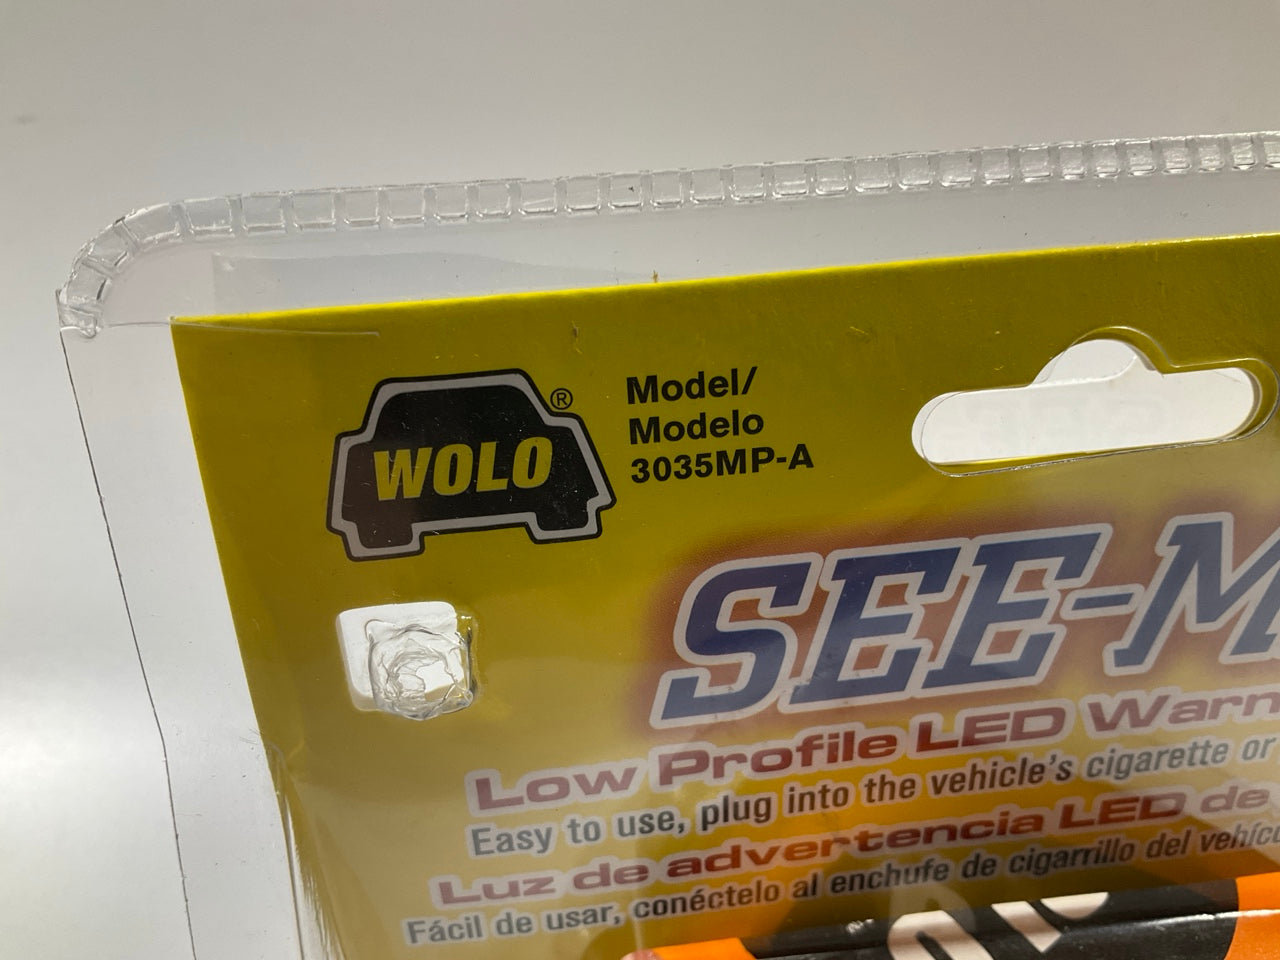 WOLO®
Model/
Modelo
3035MP-A
SEE-M
Low Profile LED Warn
Easy to use, plug into the vehicle's cigarette or
Luz de advertencia LED de
Fácil de usar, conéctelo al enchufe de cigarrillo del vehícu